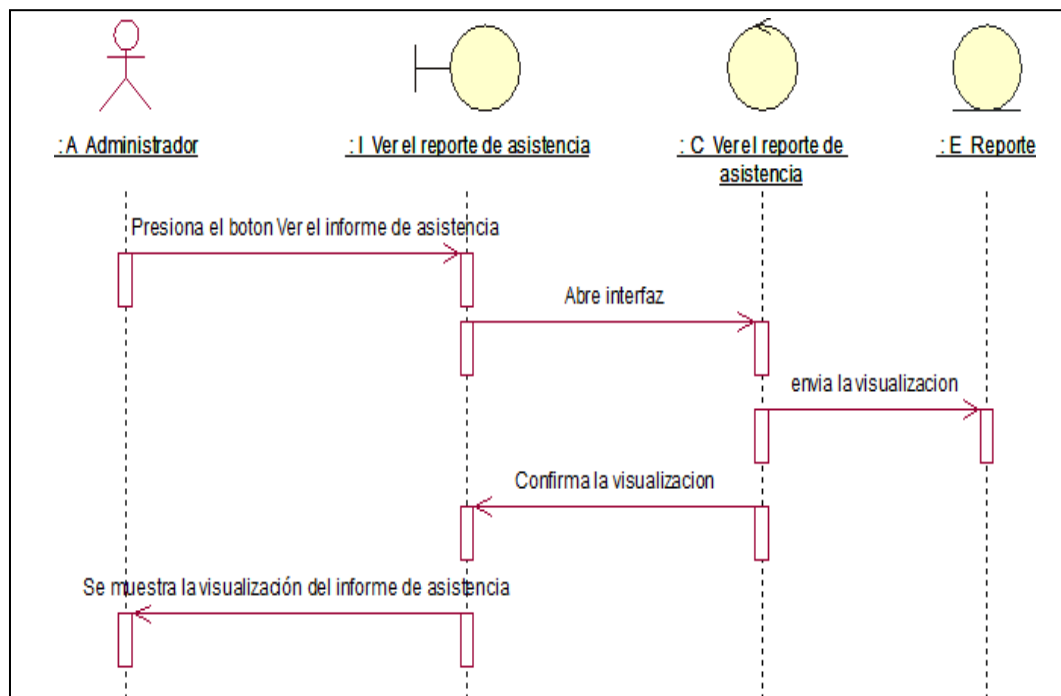 : A Administrador
: I Ver el reporte de asistencia
: C Ver el reporte de
asistencia
: E Reporte
Presiona el boton Ver el informe de asistencia
Abre interfaz
envia la visualizacion
Confirma la visualizacion
Se muestra la visualización del informe de asistencia